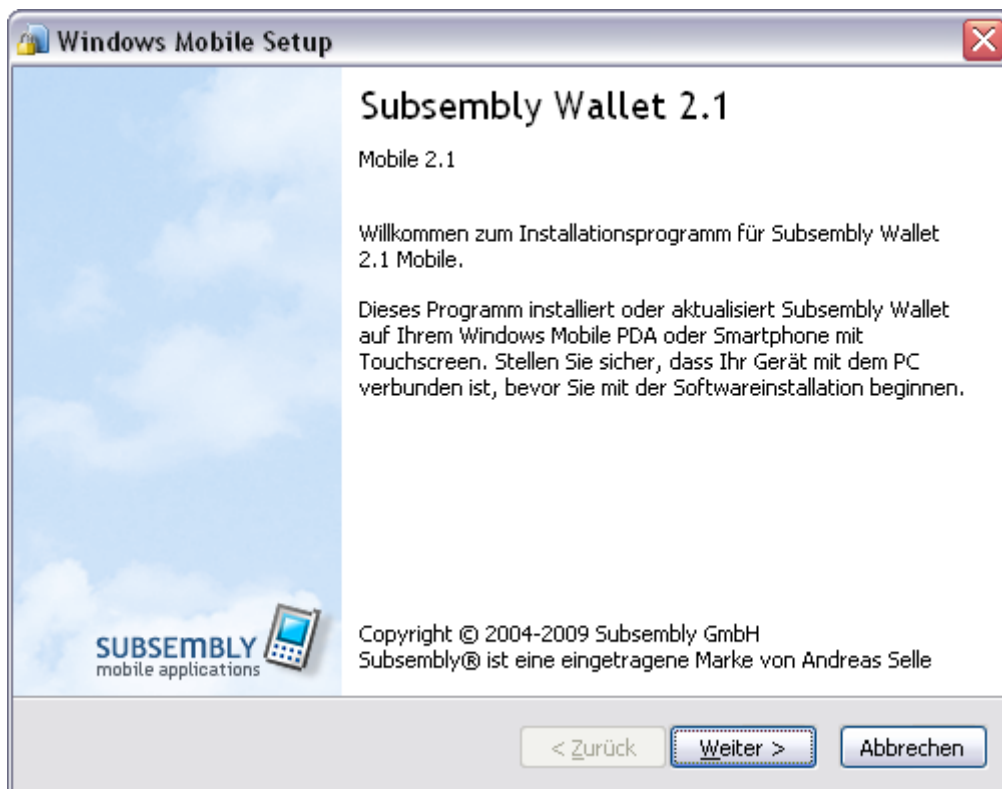 Windows Mobile Setup
Subsembly Wallet 2.1
Mobile 2.1
Willkommen zum Installationsprogramm für Subsembly Wallet
2.1 Mobile.
Dieses Programm installiert oder aktualisiert Subsembly Wallet
auf Ihrem Windows Mobile PDA oder Smartphone mit
Touchscreen. Stellen Sie sicher, dass Ihr Gerät mit dem PC
verbunden ist, bevor Sie mit der Softwareinstallation beginnen.
SUBSEMBLY
mobile applications
Copyright © 2004-2009 Subsembly GmbH
Subsembly® ist eine eingetragene Marke von Andreas Selle
< Zurück Weiter > Abbrechen